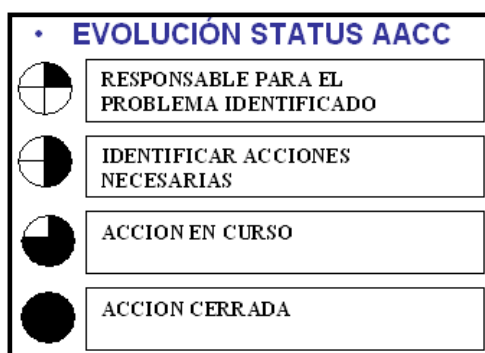 • EVOLUCIÓN STATUS AACC
RESPONSABLE PARA EL
PROBLEMA IDENTIFICADO
IDENTIFICAR ACCIONES
NECESARIAS
ACCION EN CURSO
ACCION CERRADA